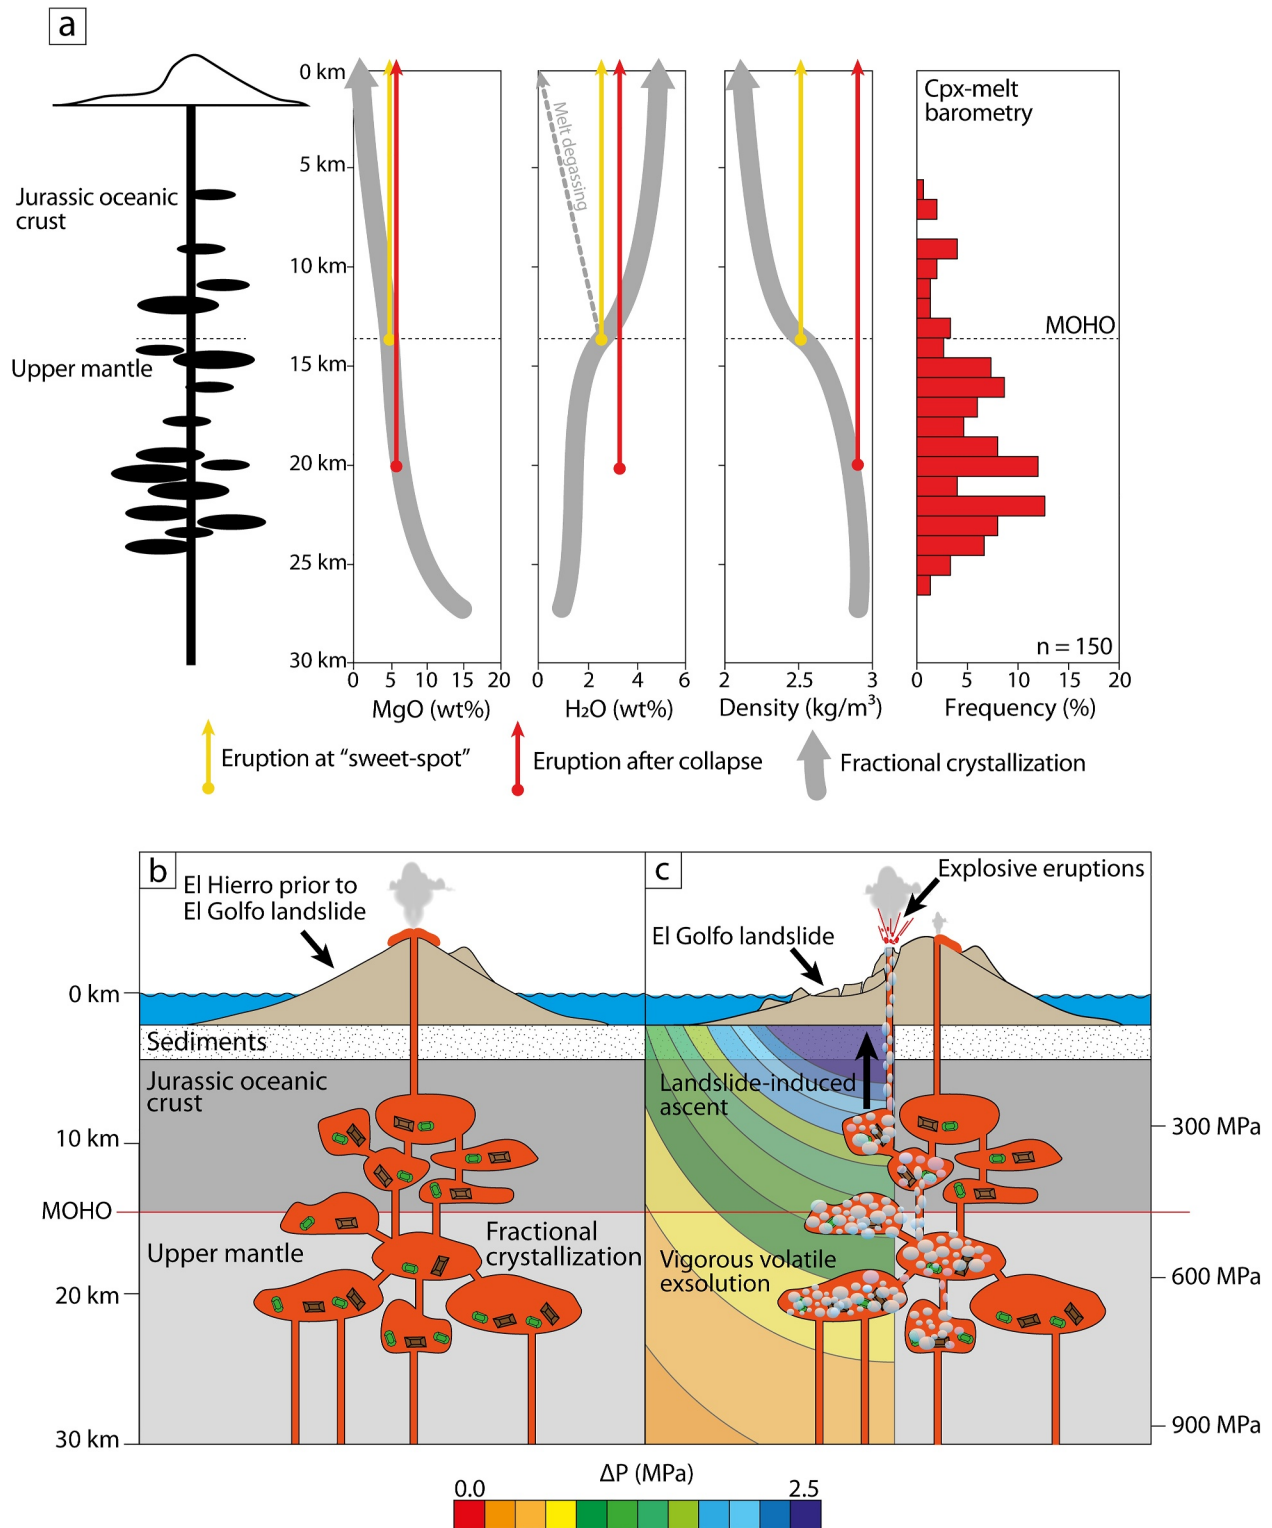 a
0 km
5 km
10 km
15 km
20 km
25 km
30 km
Jurassic oceanic
crust
Upper mantle
Melt degassing
Cpx-melt
barometry
MOHO
n = 150
0 5 10 15 20
MgO (wt%)
0 2 4 6
H₂O (wt%)
2 2.5 3
Density (kg/m³)
0 5 10 15 20
Frequency (%)
Eruption at “sweet-spot”
Eruption after collapse
Fractional crystallization
b
El Hierro prior to
El Golfo landslide
0 km
Sediments
Jurassic oceanic
crust
10 km
MOHO
Upper mantle
Fractional
crystallization
20 km
30 km
c
Explosive eruptions
El Golfo landslide
Landslide-induced
ascent
300 MPa
Vigorous volatile
exsolution
600 MPa
900 MPa
ΔP (MPa)
0.0 2.5